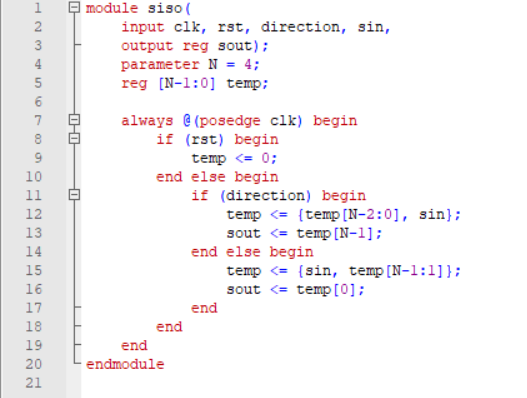 1 module siso(
2 input clk, rst, direction, sin,
3 output reg sout);
4 parameter N = 4;
5 reg [N-1:0] temp;
6
7 always @(posedge clk) begin
8 if (rst) begin
9 temp <= 0;
10 end else begin
11 if (direction) begin
12 temp <= {temp[N-2:0], sin};
13 sout <= temp[N-1];
14 end else begin
15 temp <= {sin, temp[N-1:1]};
16 sout <= temp[0];
17 end
18 end
19 end
20 endmodule
21